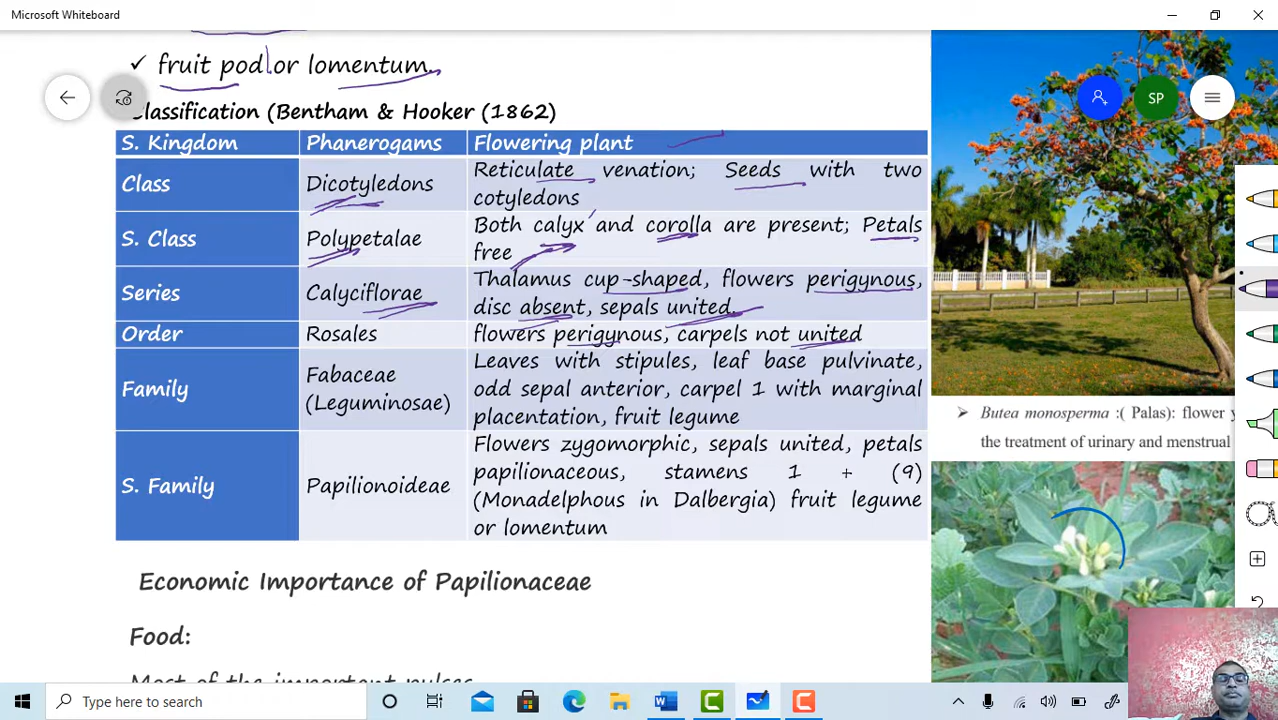 Microsoft Whiteboard
✓ fruit pod or lomentum.
Classification (Bentham & Hooker (1862)
S. Kingdom Phanerogams Flowering plant
Class Dicotyledons Reticulate venation; Seeds with two
cotyledons
S. Class Polypetalae Both calyx and corolla are present; Petals
free
Series Calyciflorae Thalamus cup-shaped, flowers perigynous,
disc absent, sepals united.
Order Rosales flowers perigynous, carpels not united
Family Fabaceae
(Leguminosae) Leaves with stipules, leaf base pulvinate,
odd sepal anterior, carpel 1 with marginal
placentation, fruit legume
S. Family Papilionoideae Flowers zygomorphic, sepals united, petals
papilionaceous, stamens 1 + (9)
(Monadelphous in Dalbergia) fruit legume
or lomentum
Economic Importance of Papilionaceae
Food:
Most of the important pulses
SP
➢ Butea monosperma :( Palas): flower
the treatment of urinary and menstrual
Type here to search